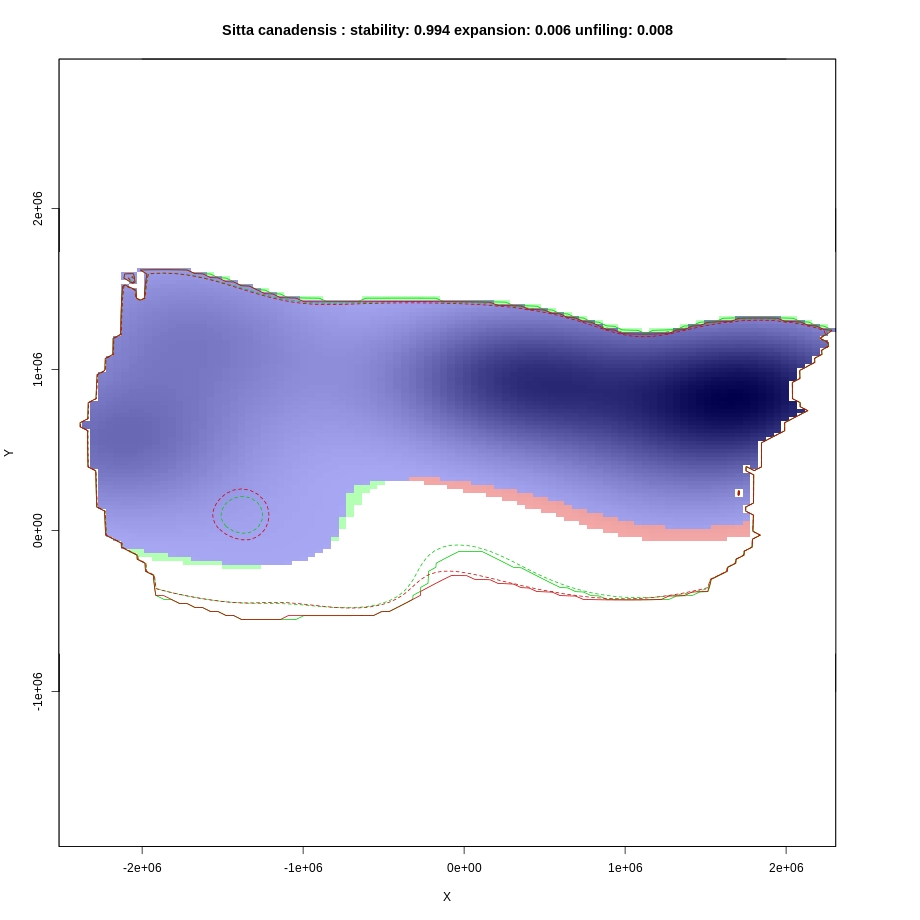 Sitta canadensis : stability: 0.994 expansion: 0.006 unfiling: 0.008
2e+06
1e+06
0e+00
-1e+06
Y
-2e+06 -1e+06 0e+00 1e+06 2e+06
X